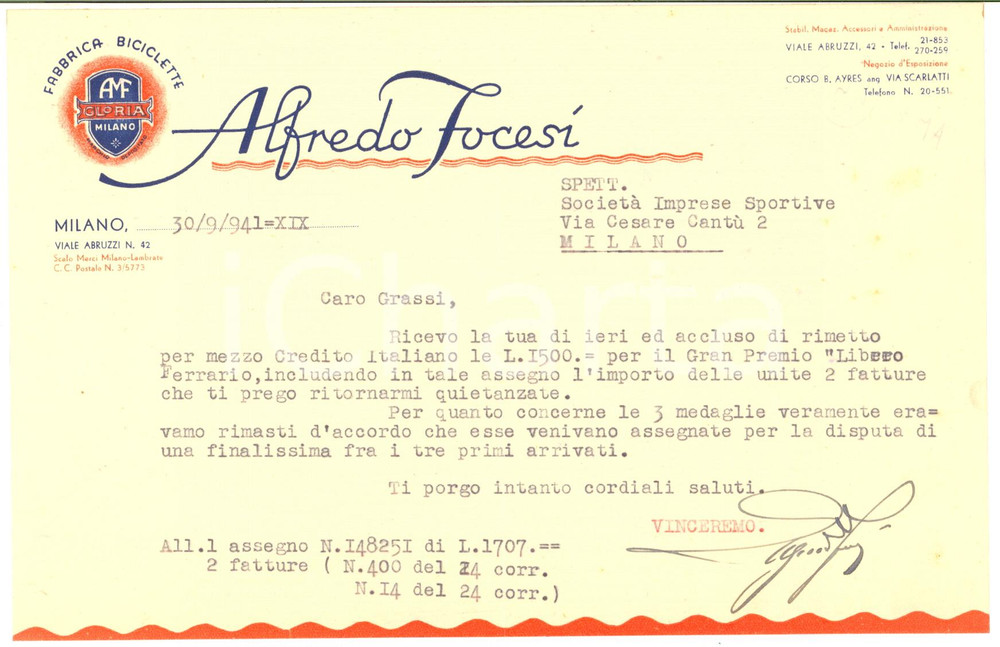 FABBRICA BICICLETTE
AMF
GLORIA
MILANO
Alfredo Focesi
Stabil. Magaz. Accessori e Amministrazione
VIALE ABRUZZI, 42 - Telef. 21-853
270-259
Negozio d'Esposizione
CORSO B. AYRES ang VIA SCARLATTI
Telefono N. 20-551
74
MILANO, 30/9/941=XIX
VIALE ABRUZZI N. 42
Scalo Merci Milano-Lambrate
C. C. Postale N. 3/5773
SPETT.
Società Imprese Sportive
Via Cesare Cantù 2
MILANO
iCharta
Caro Grassi,
Ricevo la tua di ieri ed accluso di rimetto
per mezzo Credito Italiano le L.I500.= per il Gran Premio "Libero
Ferrario,includendo in tale assegno l'importo delle unite 2 fatture
che ti prego ritornarmi quietanzate.
Per quanto concerne le 3 medaglie veramente era=
vamo rimasti d'accordo che esse venivano assegnate per la disputa di
una finalissima fra i tre primi arrivati.
Ti porgo intanto cordiali saluti.
VINCEREMO.
All.1 assegno N.I4825I di L.1707.==
2 fatture ( N.400 del 24 corr.
N.I4 del 24 corr.)